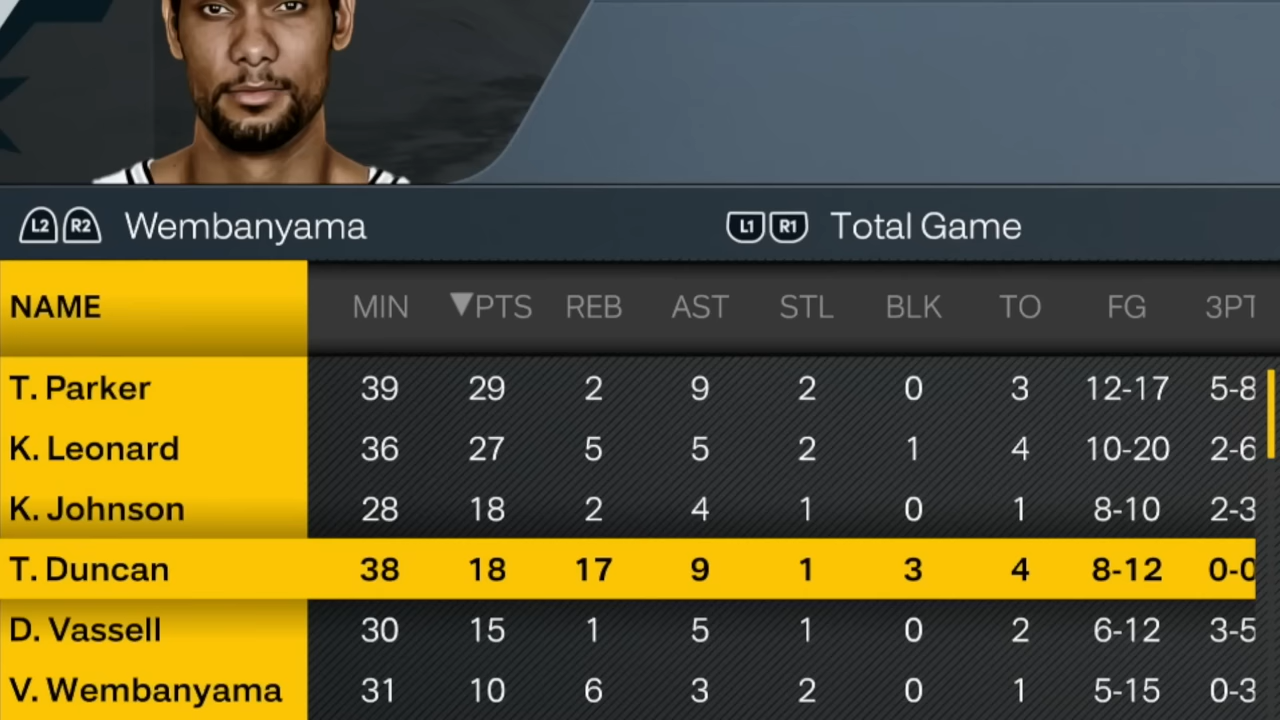 L2 R2 Wembanyama L1 R1 Total Game
NAME MIN ▼PTS REB AST STL BLK TO FG 3PT
T. Parker 39 29 2 9 2 0 3 12-17 5-8
K. Leonard 36 27 5 5 2 1 4 10-20 2-6
K. Johnson 28 18 2 4 1 0 1 8-10 2-3
T. Duncan 38 18 17 9 1 3 4 8-12 0-0
D. Vassell 30 15 1 5 1 0 2 6-12 3-5
V. Wembanyama 31 10 6 3 2 0 1 5-15 0-3